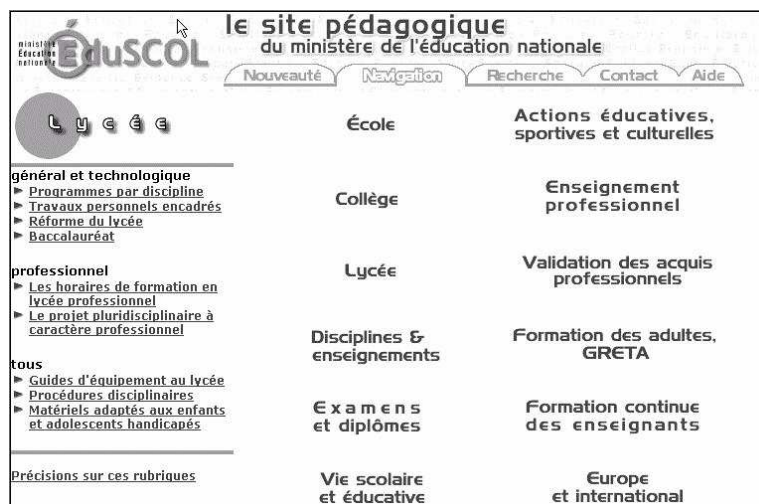 le site pédagogique
du ministère de l'éducation nationale
ministère
Éducation
nationale
ÉduSCOL
Nouveauté
Navigation
Recherche
Contact
Aide
Lycée
général et technologique
Programmes par discipline
Travaux personnels encadrés
Réforme du lycée
Baccalauréat
professionnel
Les horaires de formation en
lycée professionnel
Le projet pluridisciplinaire à
caractère professionnel
tous
Guides d'équipement au lycée
Procédures disciplinaires
Matériels adaptés aux enfants
et adolescents handicapés
Précisions sur ces rubriques
École
Collège
Lycée
Disciplines &
enseignements
Examens
et diplômes
Vie scolaire
et éducative
Actions éducatives,
sportives et culturelles
Enseignement
professionnel
Validation des acquis
professionnels
Formation des adultes,
GRETA
Formation continue
des enseignants
Europe
et international